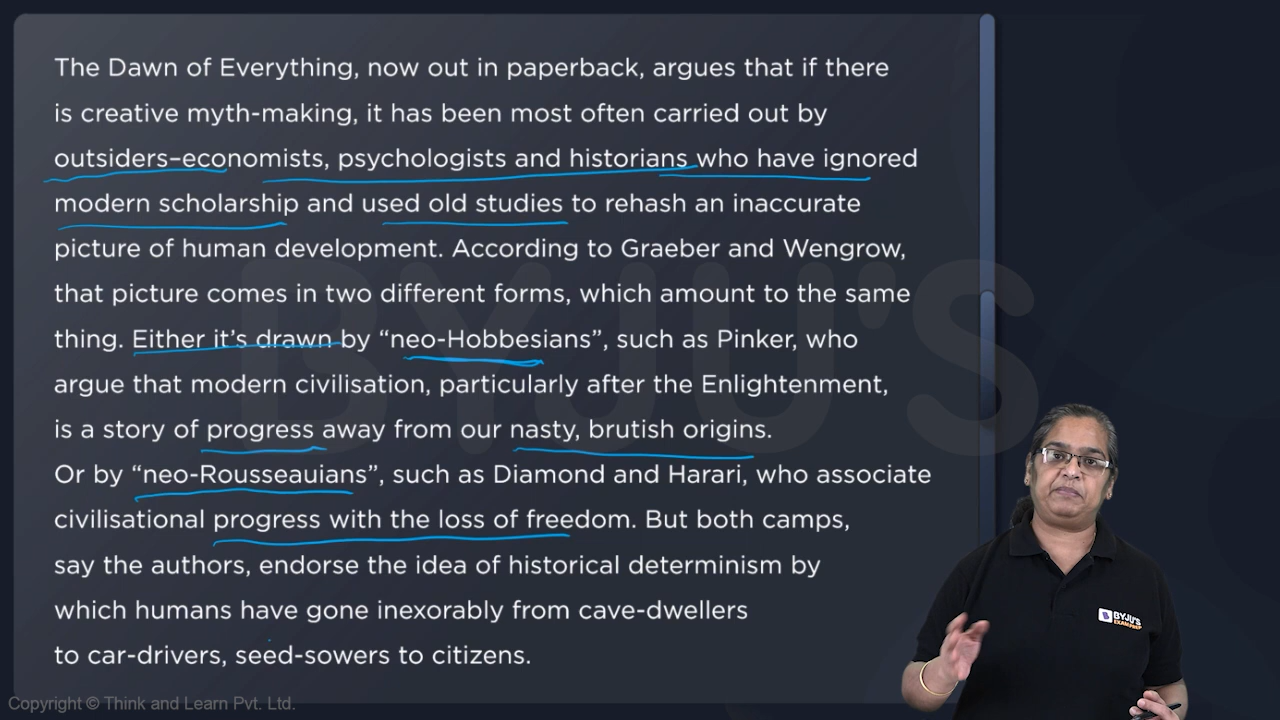 The Dawn of Everything, now out in paperback, argues that if there
is creative myth-making, it has been most often carried out by
outsiders–economists, psychologists and historians who have ignored
modern scholarship and used old studies to rehash an inaccurate
picture of human development. According to Graeber and Wengrow,
that picture comes in two different forms, which amount to the same
thing. Either it's drawn by “neo-Hobbesians”, such as Pinker, who
argue that modern civilisation, particularly after the Enlightenment,
is a story of progress away from our nasty, brutish origins.
Or by “neo-Rousseauians”, such as Diamond and Harari, who associate
civilisational progress with the loss of freedom. But both camps,
say the authors, endorse the idea of historical determinism by
which humans have gone inexorably from cave-dwellers
to car-drivers, seed-sowers to citizens.
BYJU'S
BYJU'S
EXAM PREP
Copyright © Think and Learn Pvt. Ltd.